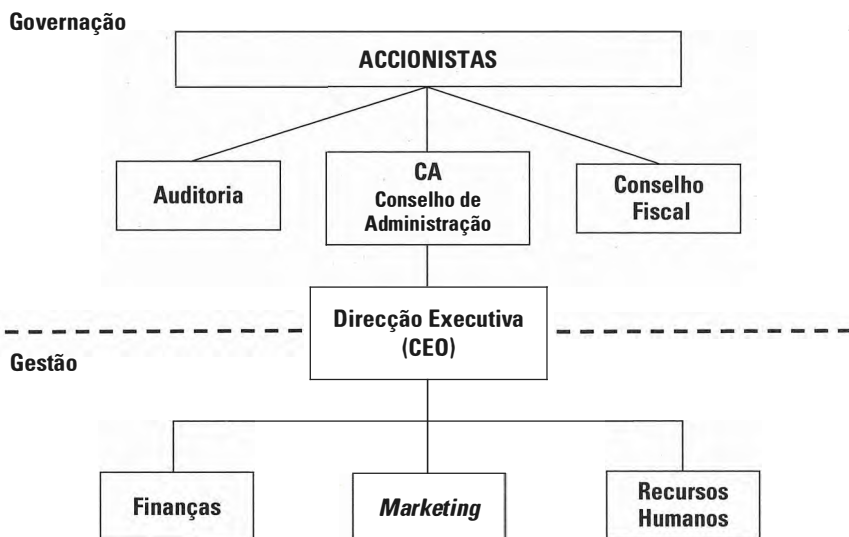 Governação
ACCIONISTAS
Auditoria
CA
Conselho de
Administração
Conselho
Fiscal
Direcção Executiva
(CEO)
Gestão
Finanças
Marketing
Recursos
Humanos